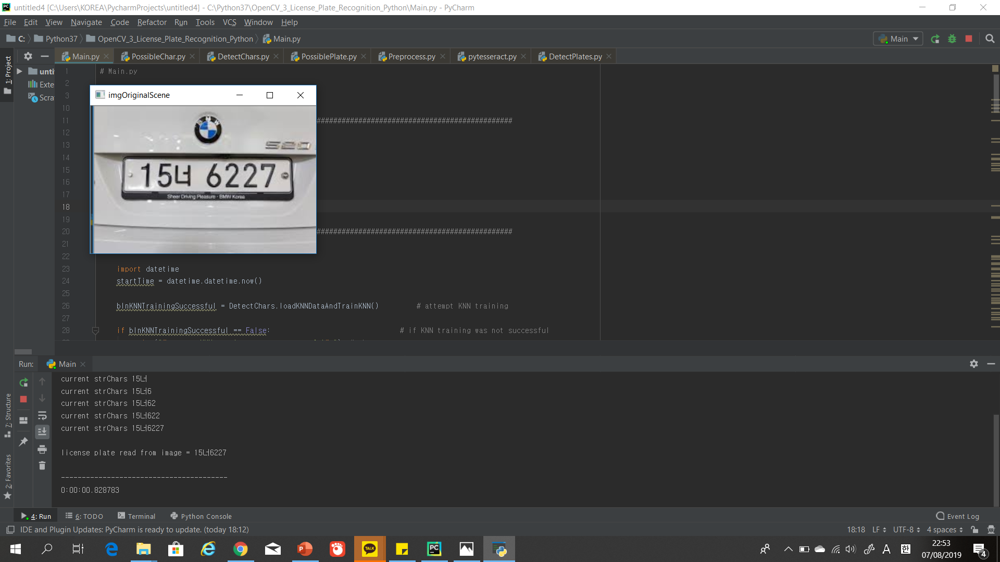 untitled4 [C:\Users\KOREA\PycharmProjects\untitled4] - C:\Python37\OpenCV_3_License_Plate_Recognition_Python\Main.py - PyCharm
File Edit View Navigate Code Refactor Run Tools VCS Window Help
C: Python37 OpenCV_3_License_Plate_Recognition_Python Main.py Main
Main.py PossibleChar.py DetectChars.py PossiblePlate.py Preprocess.py pytesseract.py DetectPlates.py
1: Project
unti
Exte
Scra
1 # Main.py
2
3
imgOriginalScene
BMW
520
15너 6227
Sheer Driving Pleasure - BMW Korea
10
11 ###############################################
12
13
14
15
16
17
18
19
20 ###############################################
21
22
23 import datetime
24 startTime = datetime.datetime.now()
25
26 blnKNNTrainingSuccessful = DetectChars.loadKNNDataAndTrainKNN() # attempt KNN training
27
28 if blnKNNTrainingSuccessful == False: # if KNN training was not successful
Run: Main
current strChars 15너
current strChars 15너6
current strChars 15너62
current strChars 15너622
current strChars 15너6227
license plate read from image = 15너6227
----------------------------------------
0:00:00.828783
7: Structure
2: Favorites
4: Run 6: TODO Terminal Python Console Event Log
IDE and Plugin Updates: PyCharm is ready to update. (today 18:12) 18:18 LF UTF-8 4 spaces
TALK
PC
A 한
22:53
07/08/2019
4